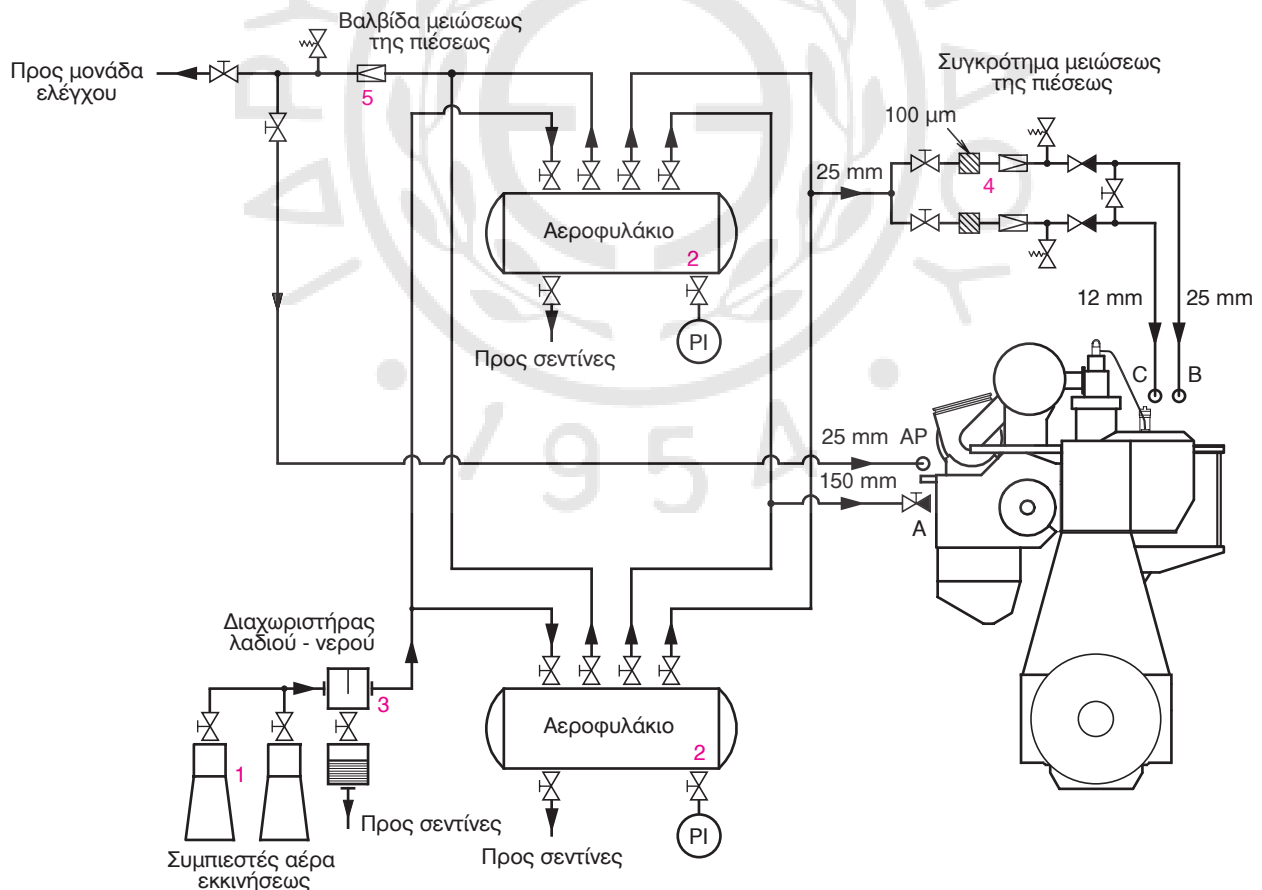 Βαλβίδα μειώσεως
της πιέσεως
Προς μονάδα
ελέγχου
5
Συγκρότημα μειώσεως
της πιέσεως
100 μm
25 mm
4
Αεροφυλάκιο
2
12 mm
25 mm
Προς σεντίνες
PI
C
B
25 mm
AP
150 mm
A
1954
Διαχωριστήρας
λαδιού - νερού
3
Αεροφυλάκιο
2
1
Προς σεντίνες
Προς σεντίνες
PI
Συμπιεστές αέρα
εκκινήσεως